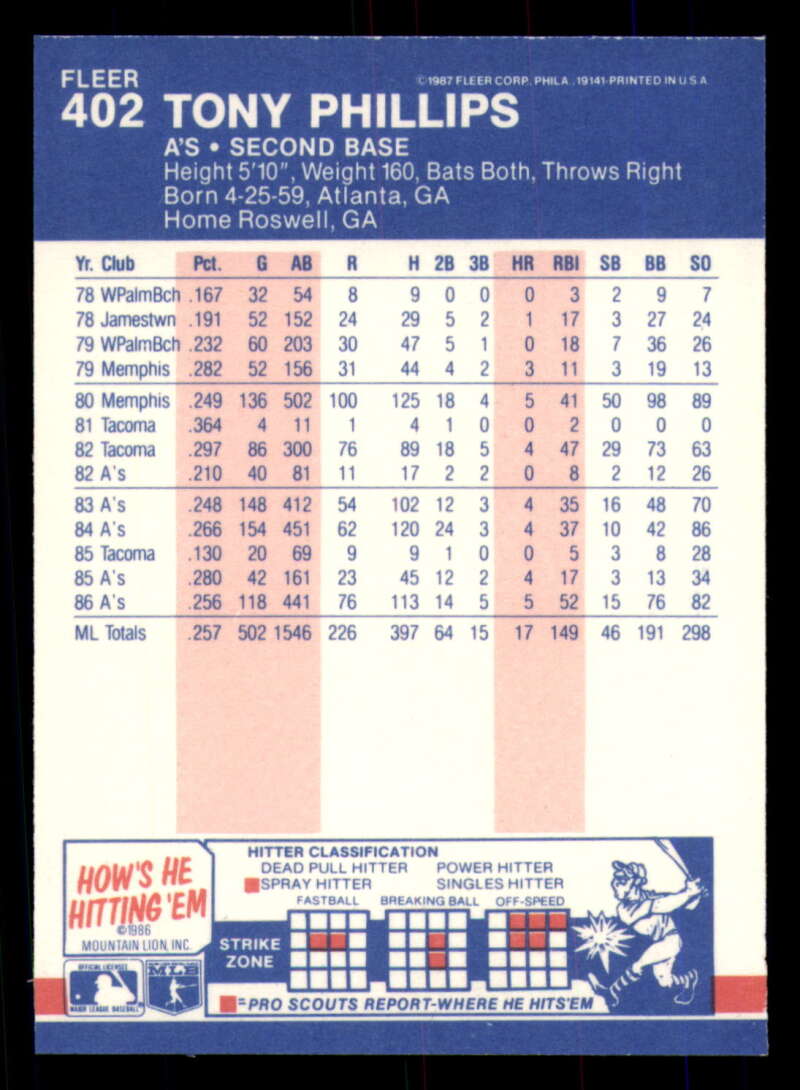 FLEER
©1987 FLEER CORP., PHILA., 19141-PRINTED IN U S A
402 TONY PHILLIPS
A'S • SECOND BASE
Height 5'10", Weight 160, Bats Both, Throws Right
Born 4-25-59, Atlanta, GA
Home Roswell, GA
Yr. Club Pct. G AB R H 2B 3B HR RBI SB BB SO
78 WPalmBch .167 32 54 8 9 0 0 0 3 2 9 7
78 Jamestwn .191 52 152 24 29 5 2 1 17 3 27 24
79 WPalmBch .232 60 203 30 47 5 1 0 18 7 36 26
79 Memphis .282 52 156 31 44 4 2 3 11 3 19 13
80 Memphis .249 136 502 100 125 18 4 5 41 50 98 89
81 Tacoma .364 4 11 1 4 1 0 0 2 0 0 0
82 Tacoma .297 86 300 76 89 18 5 4 47 29 73 63
82 A's .210 40 81 11 17 2 2 0 8 2 12 26
83 A's .248 148 412 54 102 12 3 4 35 16 48 70
84 A's .266 154 451 62 120 24 3 4 37 10 42 86
85 Tacoma .130 20 69 9 9 1 0 0 5 3 8 28
85 A's .280 42 161 23 45 12 2 4 17 3 13 34
86 A's .256 118 441 76 113 14 5 5 52 15 76 82
ML Totals .257 502 1546 226 397 64 15 17 149 46 191 298
HOW'S HE
HITTING 'EM
©1986
MOUNTAIN LION, INC.
HITTER CLASSIFICATION
DEAD PULL HITTER POWER HITTER
SPRAY HITTER SINGLES HITTER
FASTBALL BREAKING BALL OFF-SPEED
STRIKE
ZONE
=PRO SCOUTS REPORT-WHERE HE HITS'EM
OFFICIAL LICENSEE
MAJOR LEAGUE BASEBALL
MLB